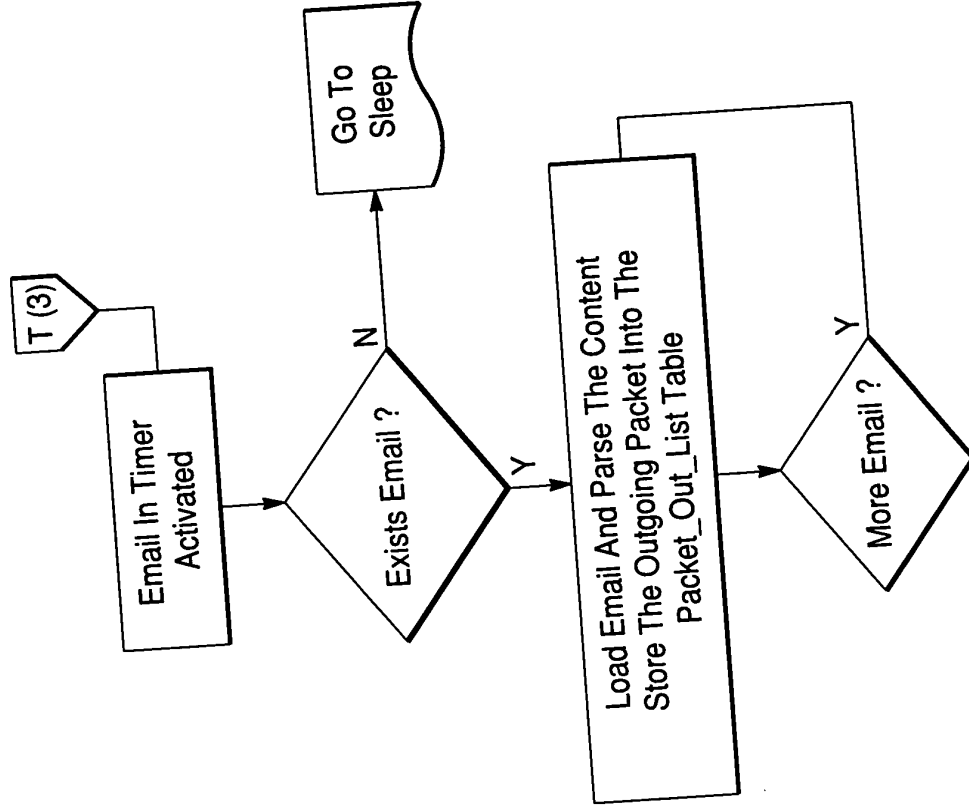 T (3)
Email In Timer
Activated
Exists Email ?
N
Go To
Sleep
Y
Load Email And Parse The Content
Store The Outgoing Packet Into The
Packet_Out_List Table
More Email ?
Y